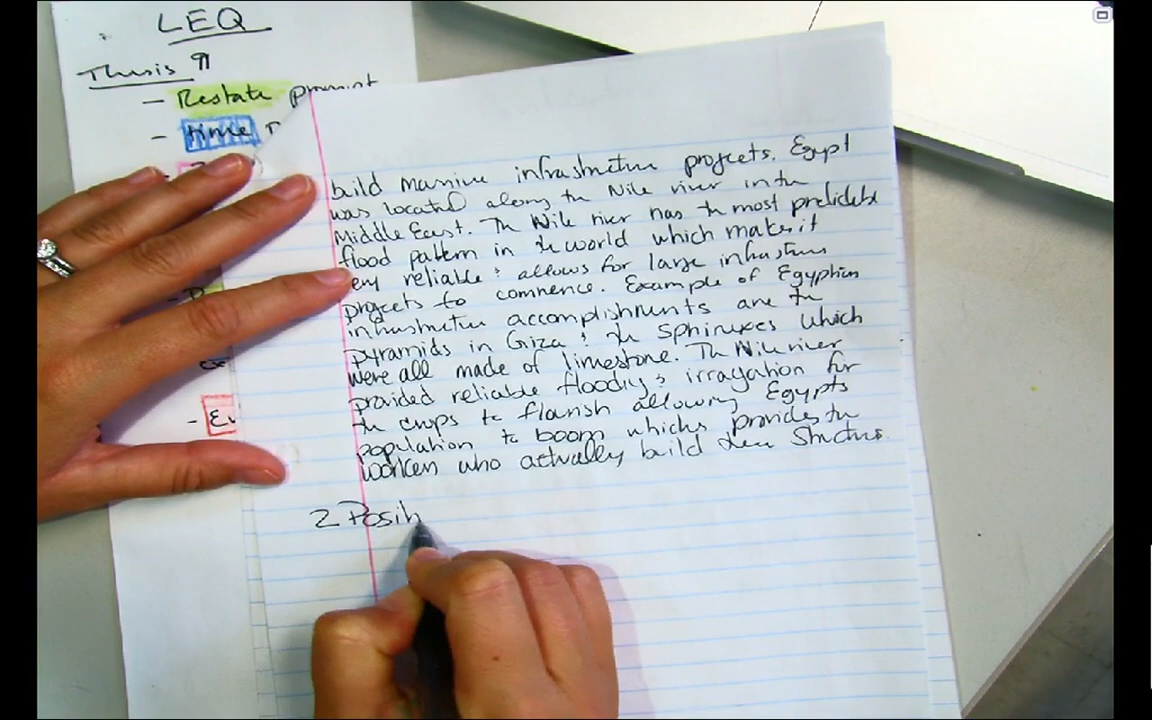 LEQ
Thesis ¶
- Restate prompt
- time
build massive infrastructure projects. Egypt
was located along the Nile river in the
Middle East. The Nile river has the most predictable
flood pattern in the world which makes it
very reliable & allows for large infrastructure
projects to commence. Example of Egyptian
infrastructure accomplishments are the
pyramids in Giza & the Sphinxes which
were all made of limestone. The Nile river
provided reliable flooding & irragation for
the crops to flourish allowing Egypts
population to boom which provides the
workers who actually build these structures.
2 Posih
- Ev